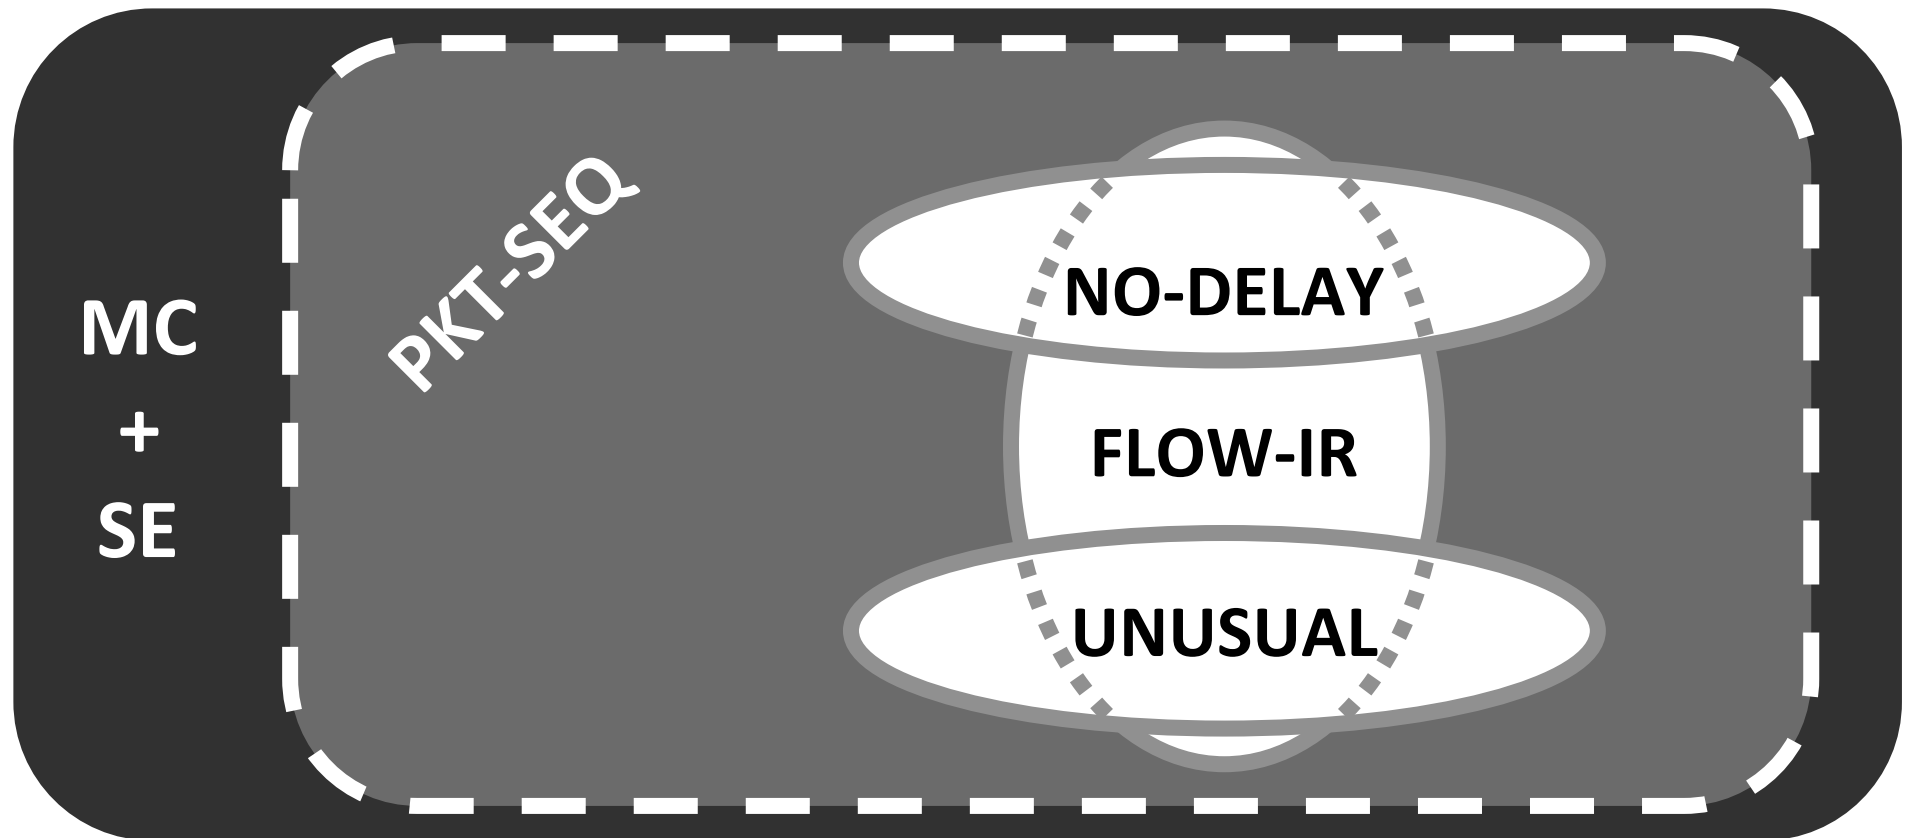 MC
+
SE
PKT-SEQ
NO-DELAY
FLOW-IR
UNUSUAL